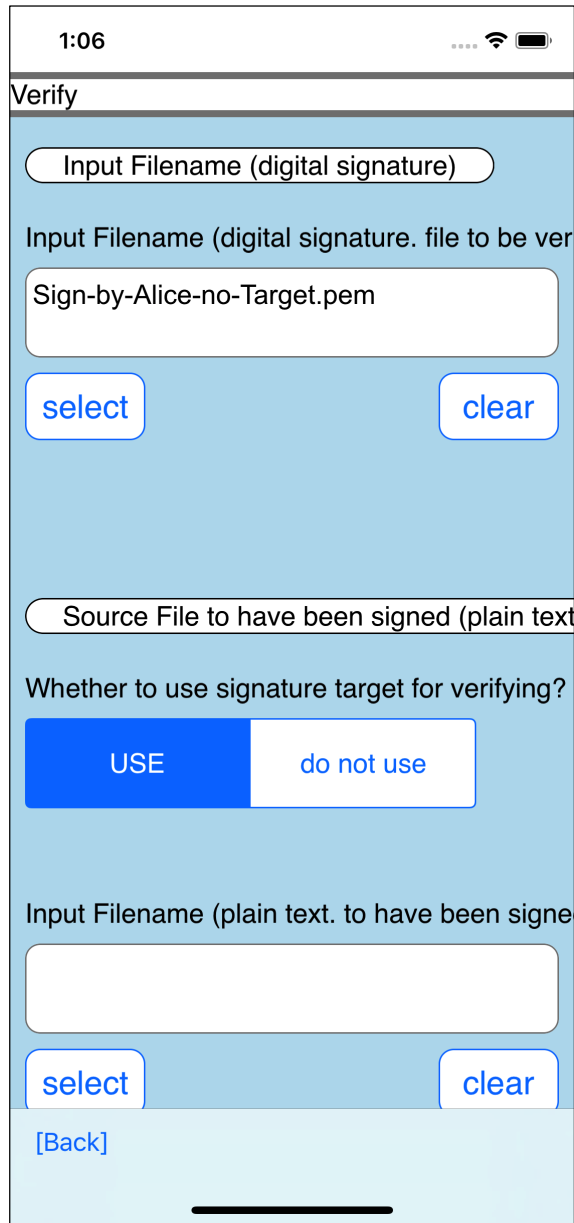 1:06
Verify
Input Filename (digital signature)
Input Filename (digital signature. file to be ver
Sign-by-Alice-no-Target.pem
select clear
Source File to have been signed (plain text
Whether to use signature target for verifying?
USE do not use
Input Filename (plain text. to have been signe
select clear
[Back]